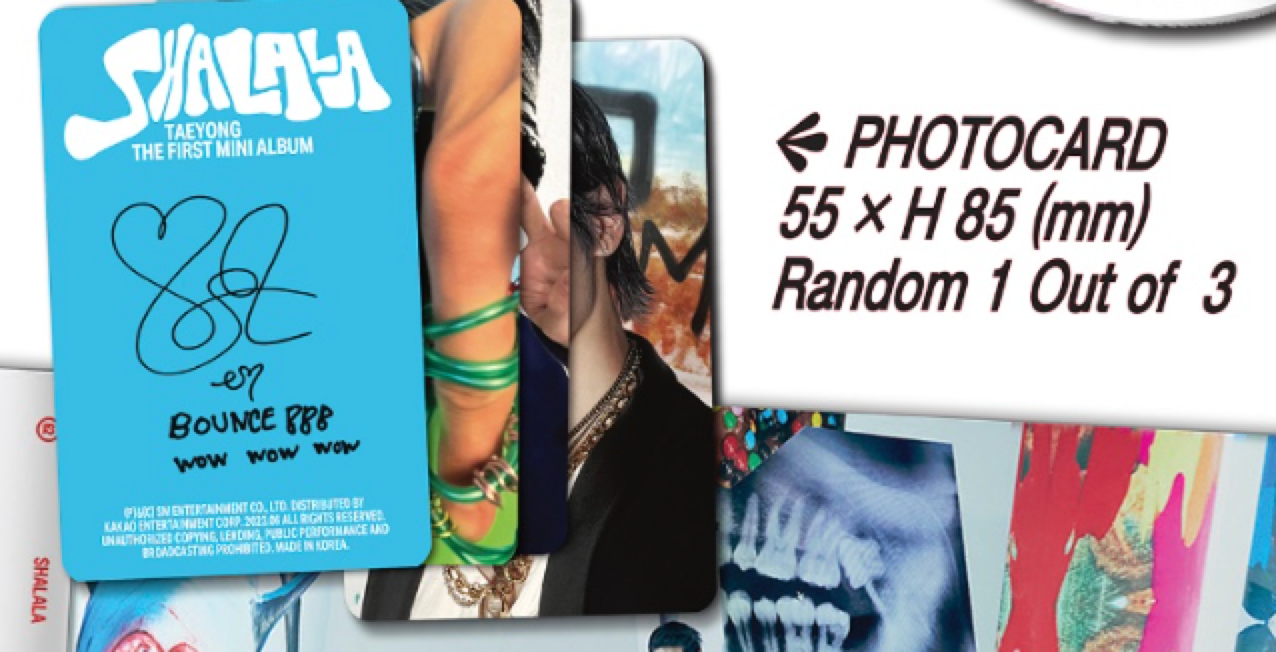 SHALALA
TAEYONG
THE FIRST MINI ALBUM
BOUNCE 888
wow wow wow
(P)&(C) SM ENTERTAINMENT CO., LTD. DISTRIBUTED BY
KAKAO ENTERTAINMENT CORP. 2023.06 ALL RIGHTS RESERVED.
UNAUTHORIZED COPYING, LENDING, PUBLIC PERFORMANCE AND
BROADCASTING PROHIBITED. MADE IN KOREA.
PHOTOCARD
55 × H 85 (mm)
Random 1 Out of 3
SHALALA